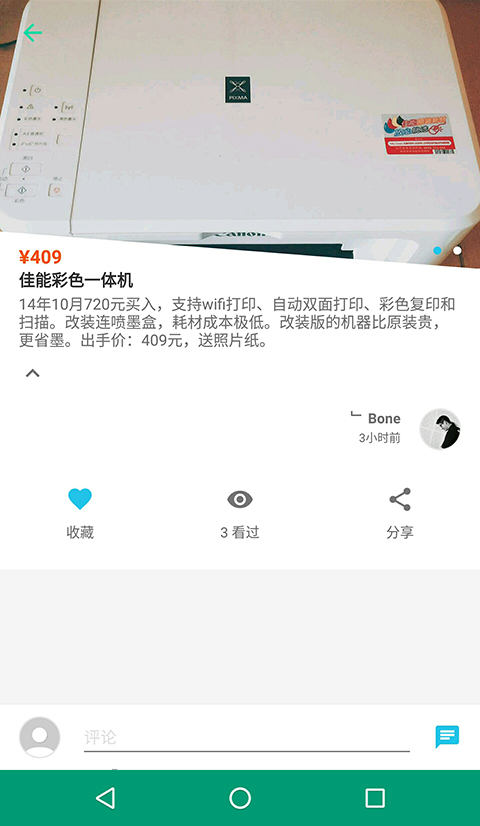 PIXMA
Canon
¥409
佳能彩色一体机
14年10月720元买入，支持wifi打印、自动双面打印、彩色复印和
扫描。改装连喷墨盒，耗材成本极低。改装版的机器比原装贵，
更省墨。出手价：409元，送照片纸。
Bone
3小时前
收藏
3 看过
分享
评论